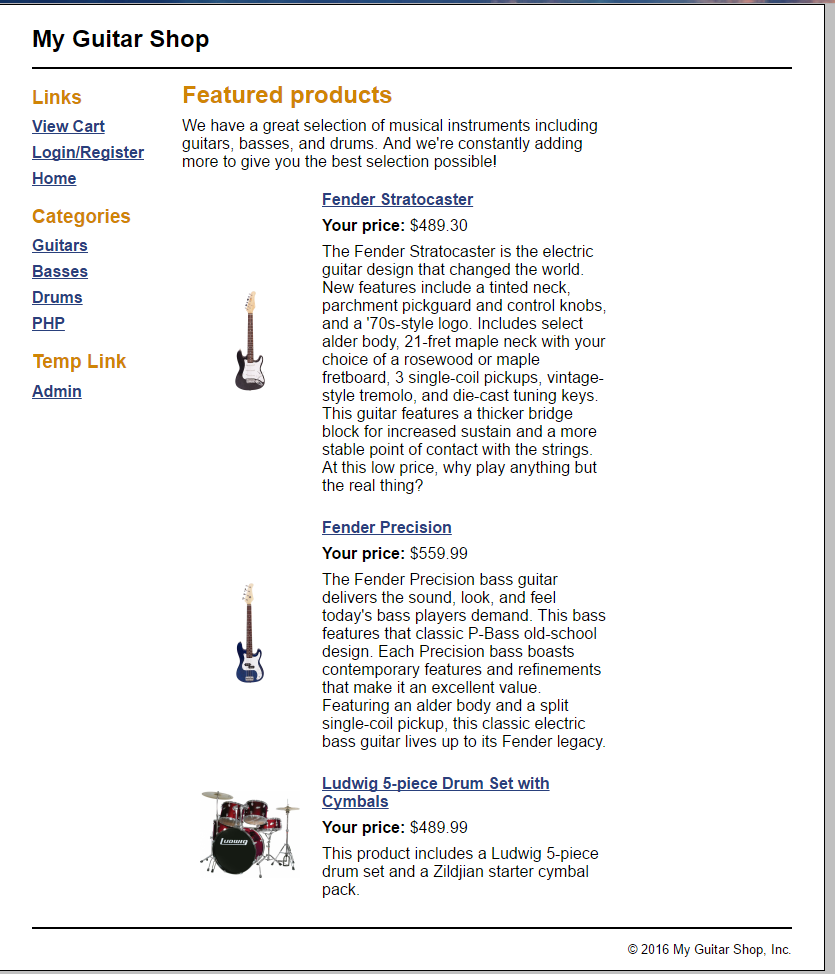 My Guitar Shop
Links
View Cart
Login/Register
Home
Categories
Guitars
Basses
Drums
PHP
Temp Link
Admin
Featured products
We have a great selection of musical instruments including
guitars, basses, and drums. And we're constantly adding
more to give you the best selection possible!
Fender Stratocaster
Your price: $489.30
The Fender Stratocaster is the electric
guitar design that changed the world.
New features include a tinted neck,
parchment pickguard and control knobs,
and a '70s-style logo. Includes select
alder body, 21-fret maple neck with your
choice of a rosewood or maple
fretboard, 3 single-coil pickups, vintage-
style tremolo, and die-cast tuning keys.
This guitar features a thicker bridge
block for increased sustain and a more
stable point of contact with the strings.
At this low price, why play anything but
the real thing?
Fender Precision
Your price: $559.99
The Fender Precision bass guitar
delivers the sound, look, and feel
today's bass players demand. This bass
features that classic P-Bass old-school
design. Each Precision bass boasts
contemporary features and refinements
that make it an excellent value.
Featuring an alder body and a split
single-coil pickup, this classic electric
bass guitar lives up to its Fender legacy.
Ludwig
Ludwig 5-piece Drum Set with
Cymbals
Your price: $489.99
This product includes a Ludwig 5-piece
drum set and a Zildjian starter cymbal
pack.
© 2016 My Guitar Shop, Inc.